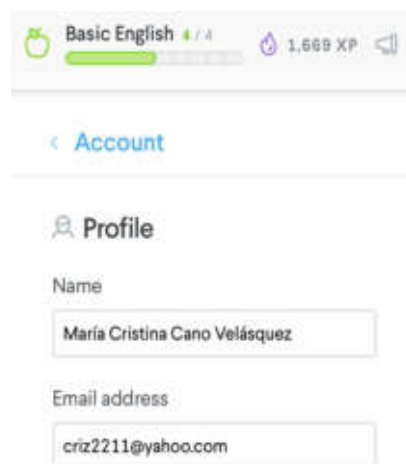 Basic English 4 / 4
1,669 XP
< Account
Profile
Name
María Cristina Cano Velásquez
Email address
criz2211@yahoo.com